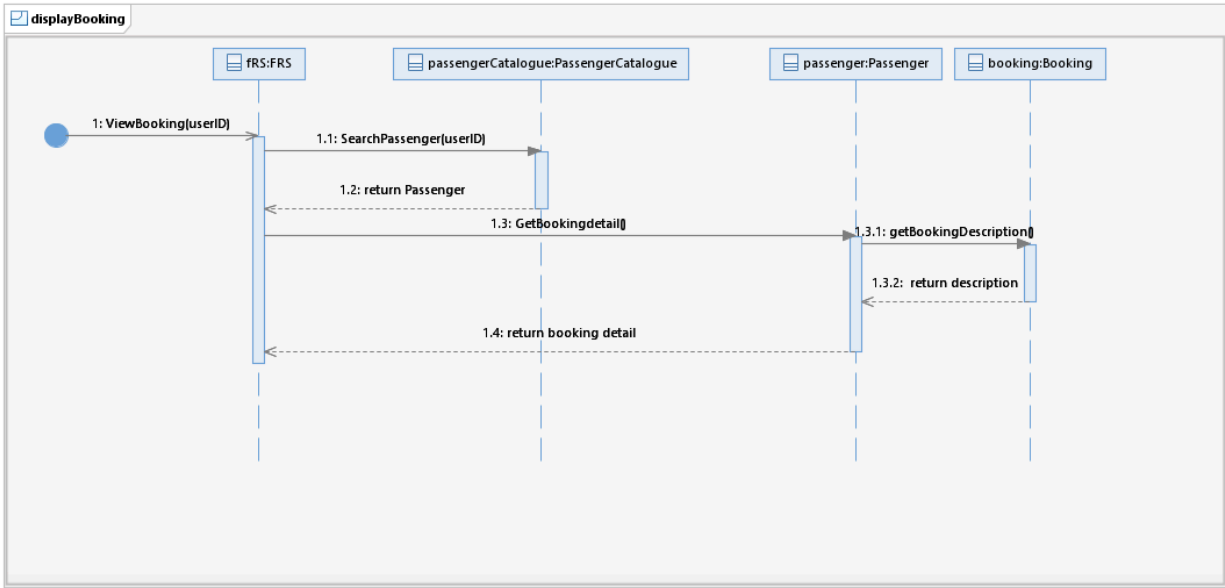 displayBooking
fRS:FRS
passengerCatalogue:PassengerCatalogue
passenger:Passenger
booking:Booking
1: ViewBooking(userID)
1.1: SearchPassenger(userID)
1.2: return Passenger
1.3: GetBookingdetail()
1.3.1: getBookingDescription()
1.3.2: return description
1.4: return booking detail